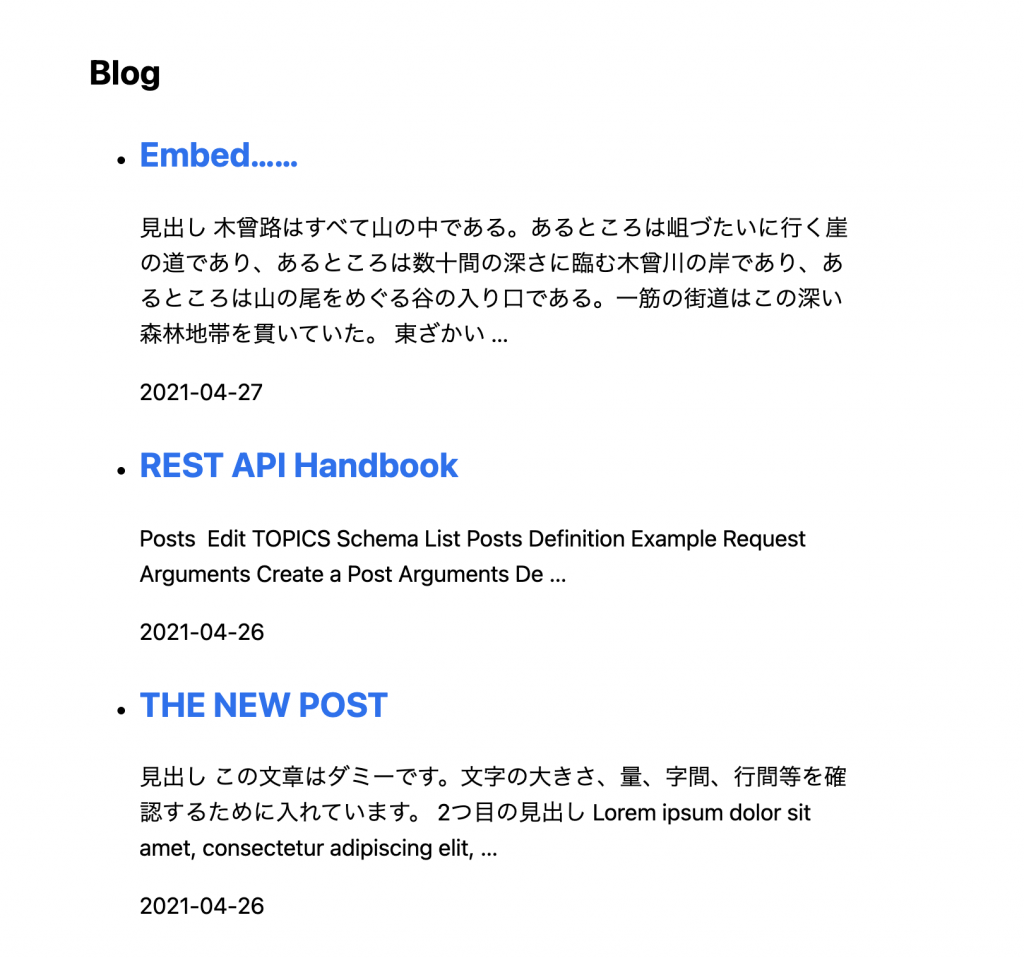 Blog
Embed……
見出し 木曾路はすべて山の中である。あるところは岨づたいに行く崖
の道であり、あるところは数十間の深さに臨む木曾川の岸であり、あ
るところは山の尾をめぐる谷の入り口である。一筋の街道はこの深い
森林地帯を貫いていた。 東ざかい ...
2021-04-27
REST API Handbook
Posts  Edit TOPICS Schema List Posts Definition Example Request
Arguments Create a Post Arguments De ...
2021-04-26
THE NEW POST
見出し この文章はダミーです。文字の大きさ、量、字間、行間等を確
認するために入れています。 2つ目の見出し Lorem ipsum dolor sit
amet, consectetur adipiscing elit, ...
2021-04-26